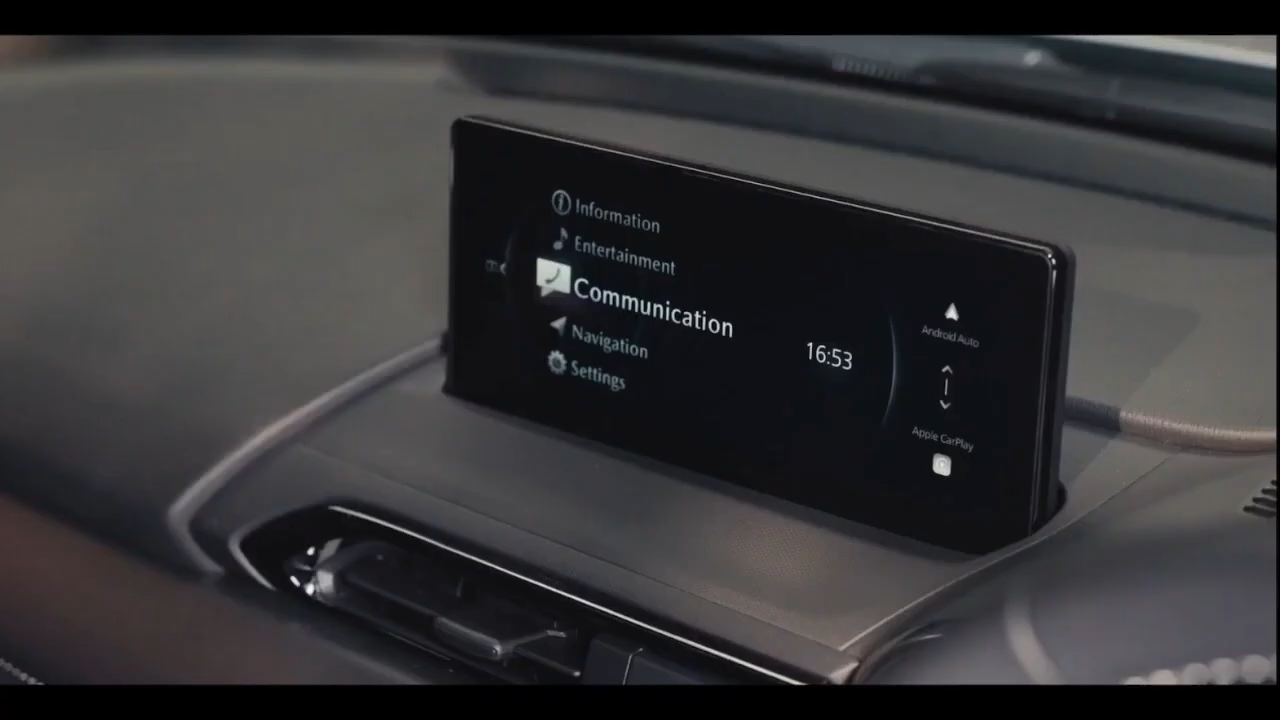 Information
Entertainment
Communication
Navigation
Settings
16:53
Android Auto
Apple CarPlay